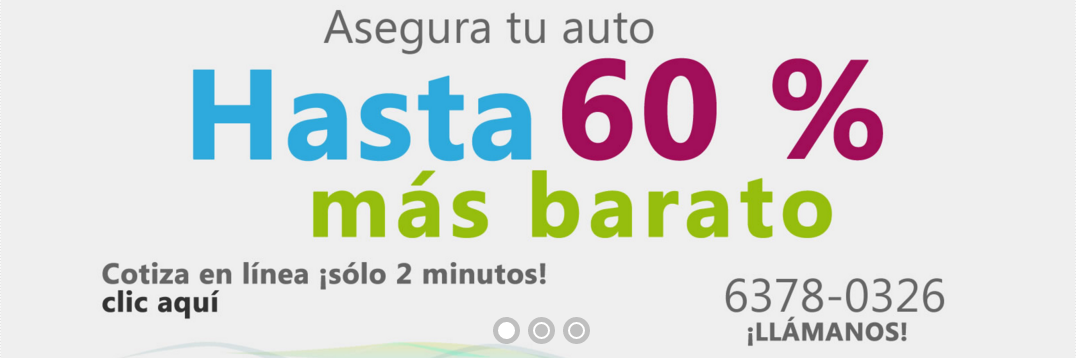 Asegura tu auto
Hasta 60 %
más barato
Cotiza en línea ¡sólo 2 minutos!
clic aquí
6378-0326
¡LLÁMANOS!